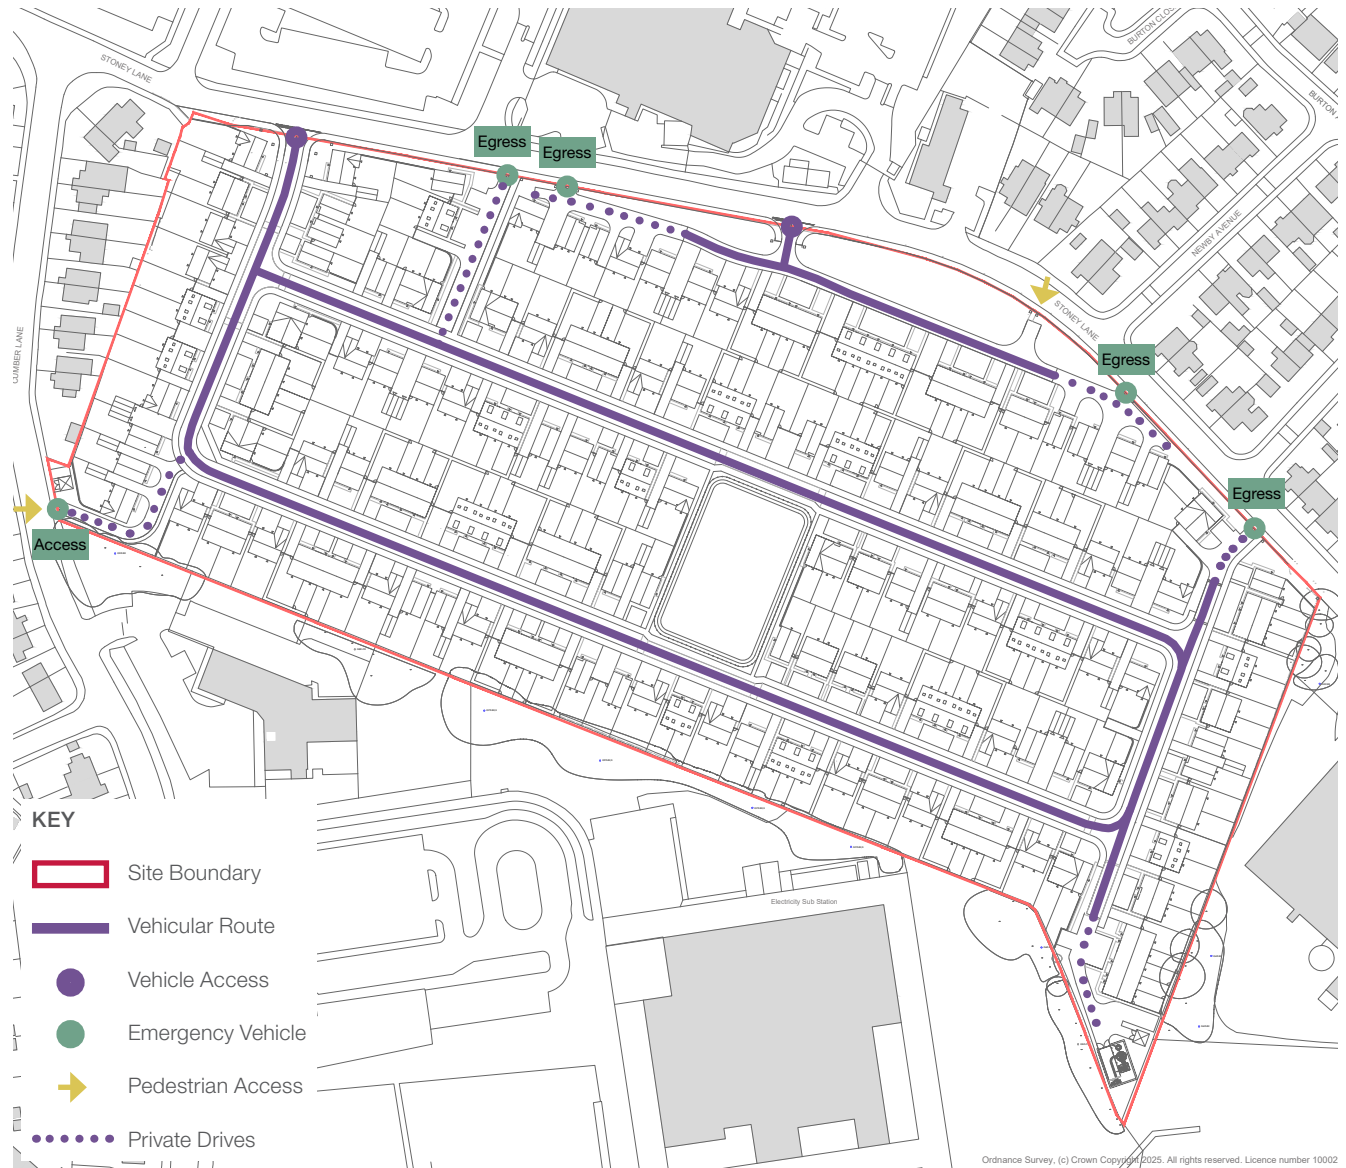 BURTON CLOS
STONEY LANE
BURTON
Egress
Egress
NEWBY AVENUE
STONEY LANE
CUMBER LANE
Egress
Egress
Access
KEY
Site Boundary
Vehicular Route
Electricity Sub Station
Vehicle Access
Emergency Vehicle
Pedestrian Access
Private Drives
Ordnance Survey, (c) Crown Copyright 2025. All rights reserved. Licence number 10002